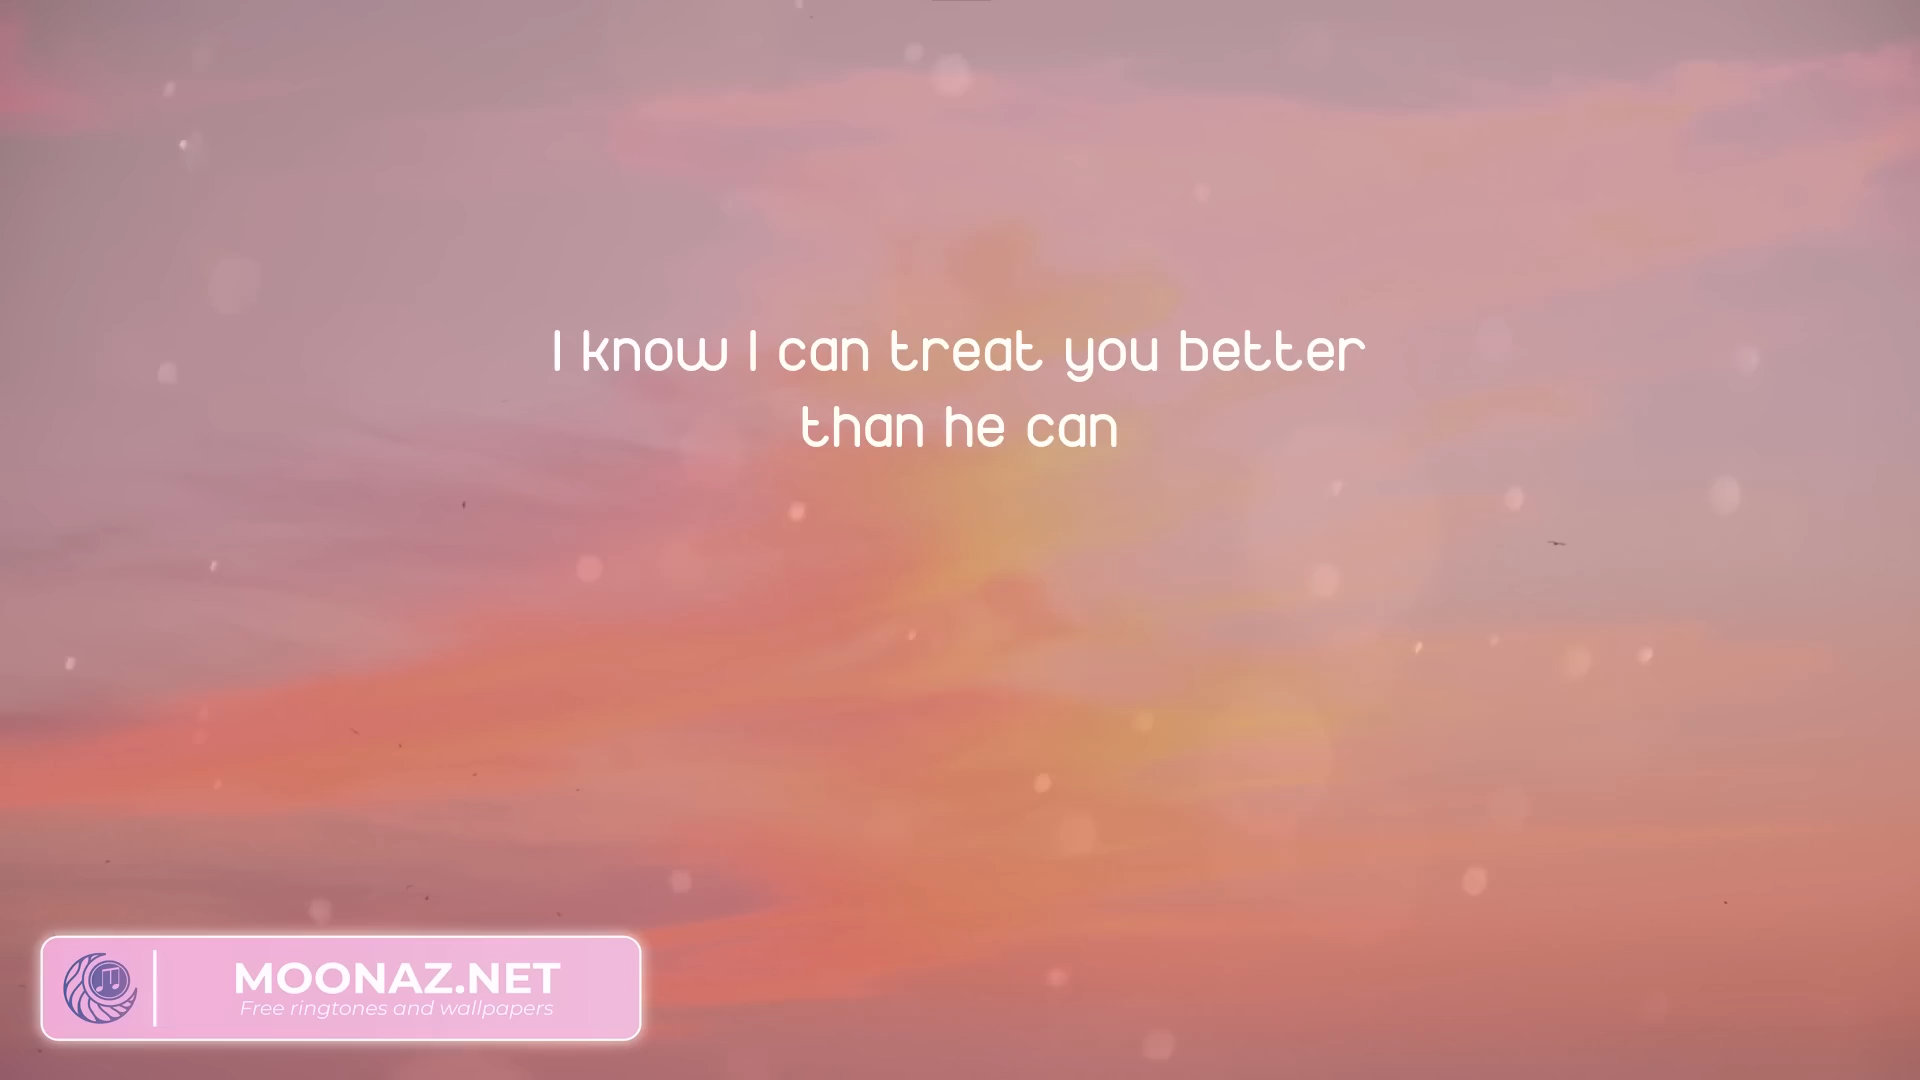 I know I can treat you better
than he can
MOONAZ.NET
Free ringtones and wallpapers